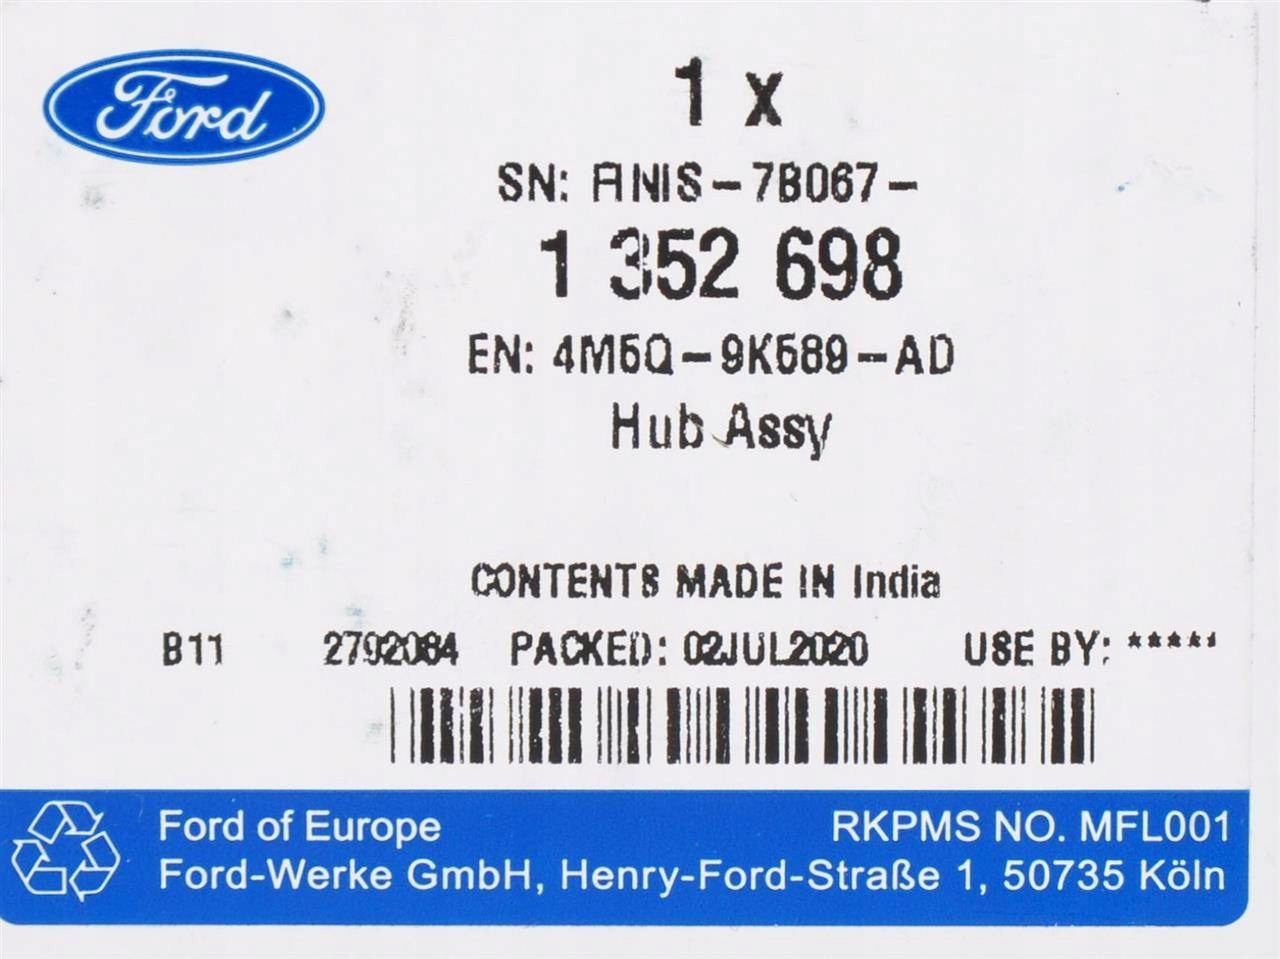 Ford
1 x
SN: FINIS-7B067-
1 352 698
EN: 4M5Q-9K589-AD
Hub Assy
CONTENTS MADE IN India
B11 2792084 PACKED: 02JUL2020 USE BY: *****
Ford of Europe RKPMS NO. MFL001
Ford-Werke GmbH, Henry-Ford-Straße 1, 50735 Köln